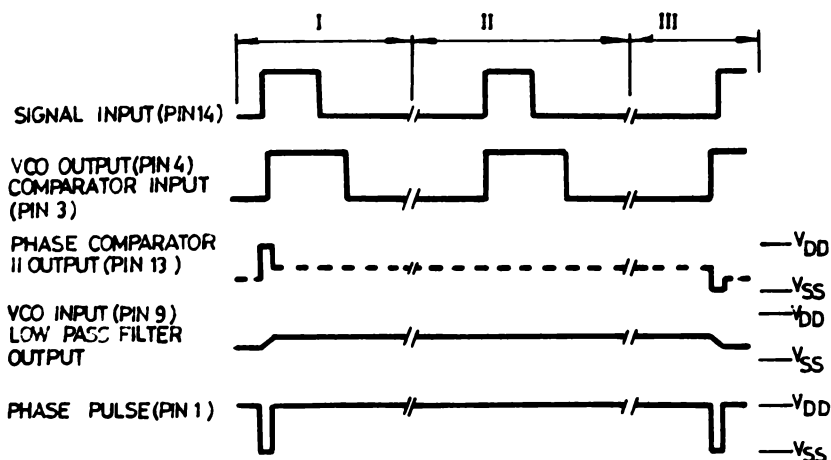 I II III
SIGNAL INPUT (PIN14)
VCO OUTPUT(PIN 4)
COMPARATOR INPUT
(PIN 3)
PHASE COMPARATOR
II OUTPUT (PIN 13)
VDD
VSS
VCO INPUT (PIN 9)
LOW PASS FILTER
OUTPUT
VDD
VSS
PHASE PULSE (PIN 1)
VDD
VSS